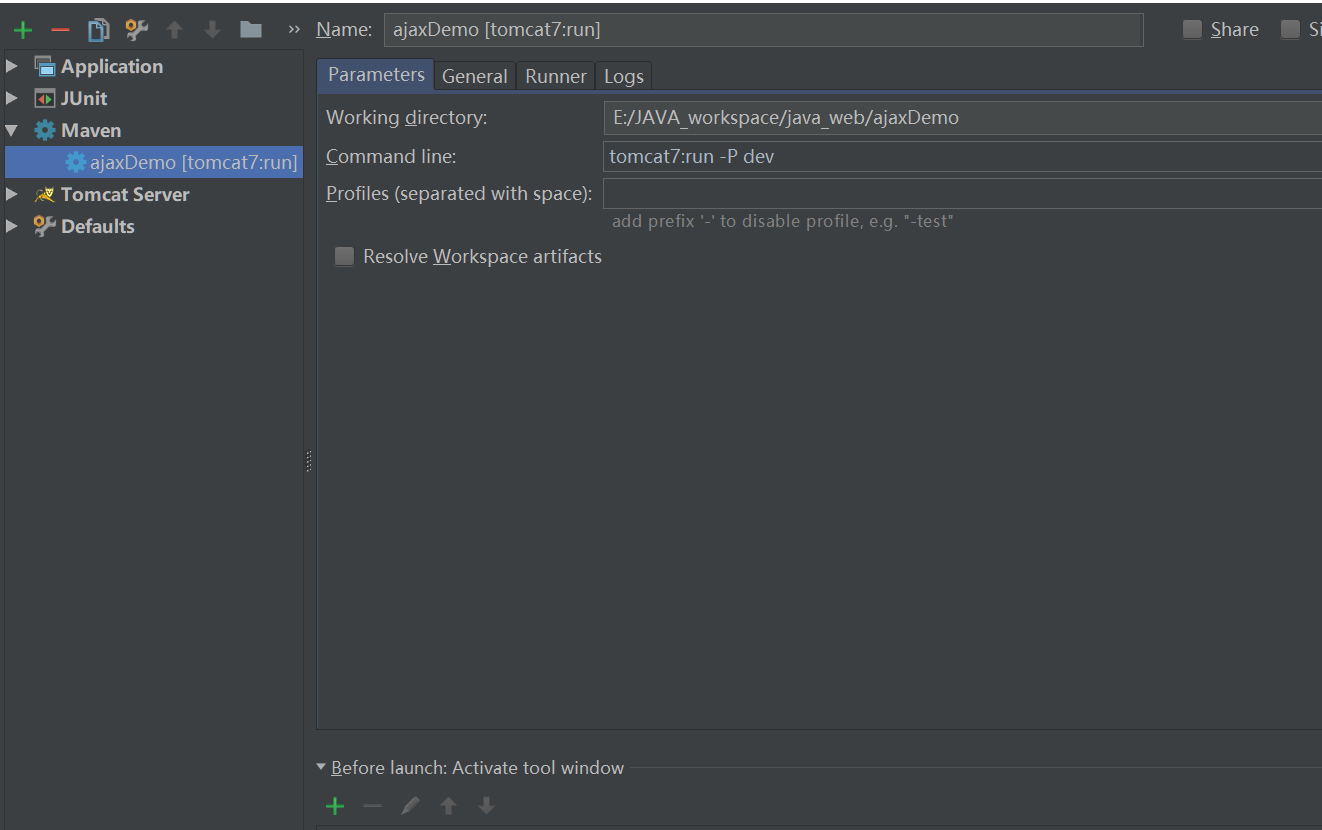 » Name: ajaxDemo [tomcat7:run] Share Si
Application
JUnit
Maven
ajaxDemo [tomcat7:run]
Tomcat Server
Defaults
Parameters General Runner Logs
Working directory: E:/JAVA_workspace/java_web/ajaxDemo
Command line: tomcat7:run -P dev
Profiles (separated with space):
add prefix '-' to disable profile, e.g. "-test"
Resolve Workspace artifacts
Before launch: Activate tool window